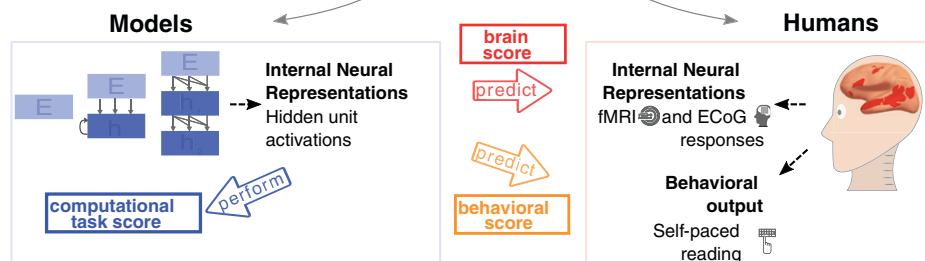 Models
Humans
E
E
h
E
h
h
Internal Neural
Representations
Hidden unit
activations
perform
computational
task score
brain
score
predict
predict
behavioral
score
Internal Neural
Representations
fMRI and ECoG
responses
Behavioral
output
Self-paced
reading